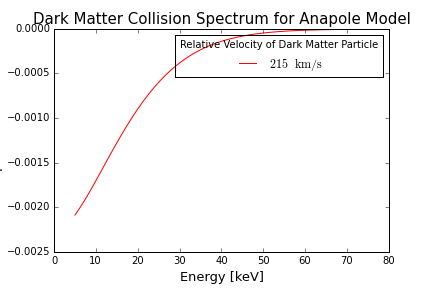 Dark Matter Collision Spectrum for Anapole Model
0.0000
Relative Velocity of Dark Matter Particle
215 km/s
−0.0005
−0.0010
−0.0015
−0.0020
−0.0025
0 10 20 30 40 50 60 70 80
Energy [keV]